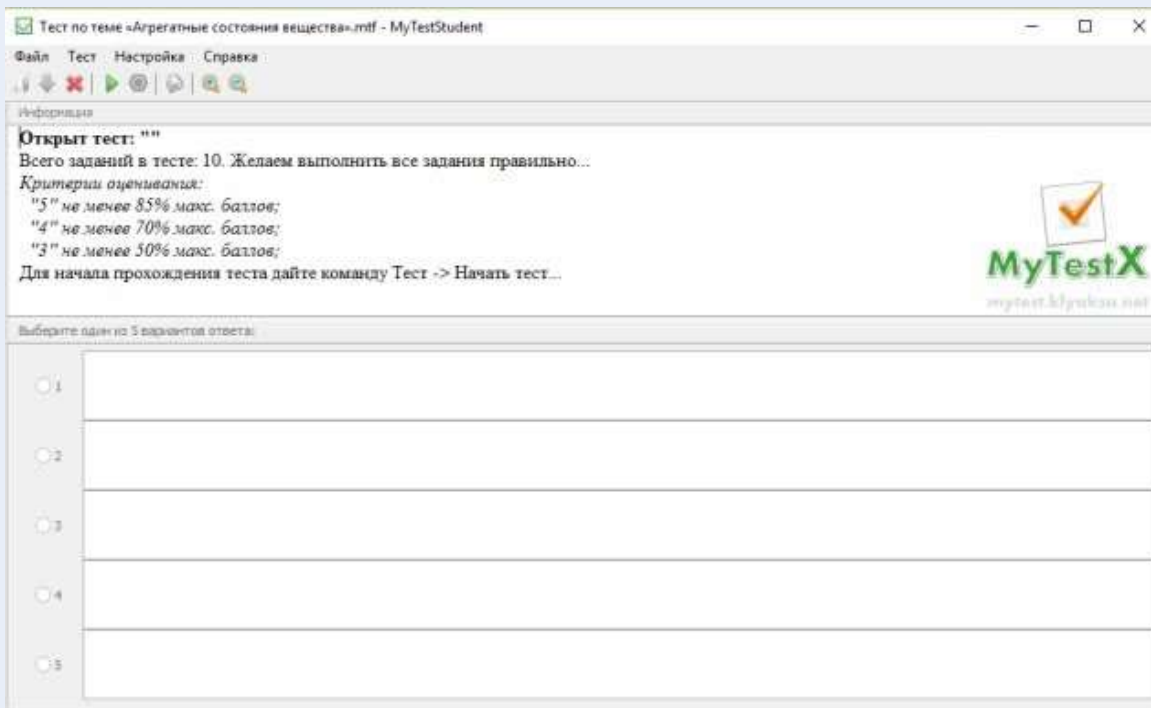 Тест по теме «Агрегатные состояния вещества».mtf - MyTestStudent
Файл Тест Настройка Справка
Информация
Открыт тест: ""
Всего заданий в тесте: 10. Желаем выполнить все задания правильно...
Критерии оценивания:
"5" не менее 85% макс. баллов;
"4" не менее 70% макс. баллов;
"3" не менее 50% макс. баллов;
Для начала прохождения теста дайте команду Тест -> Начать тест...
MyTestX
mytest.klyaksa.net
Выберите один из 5 вариантов ответа:
1
2
3
4
5